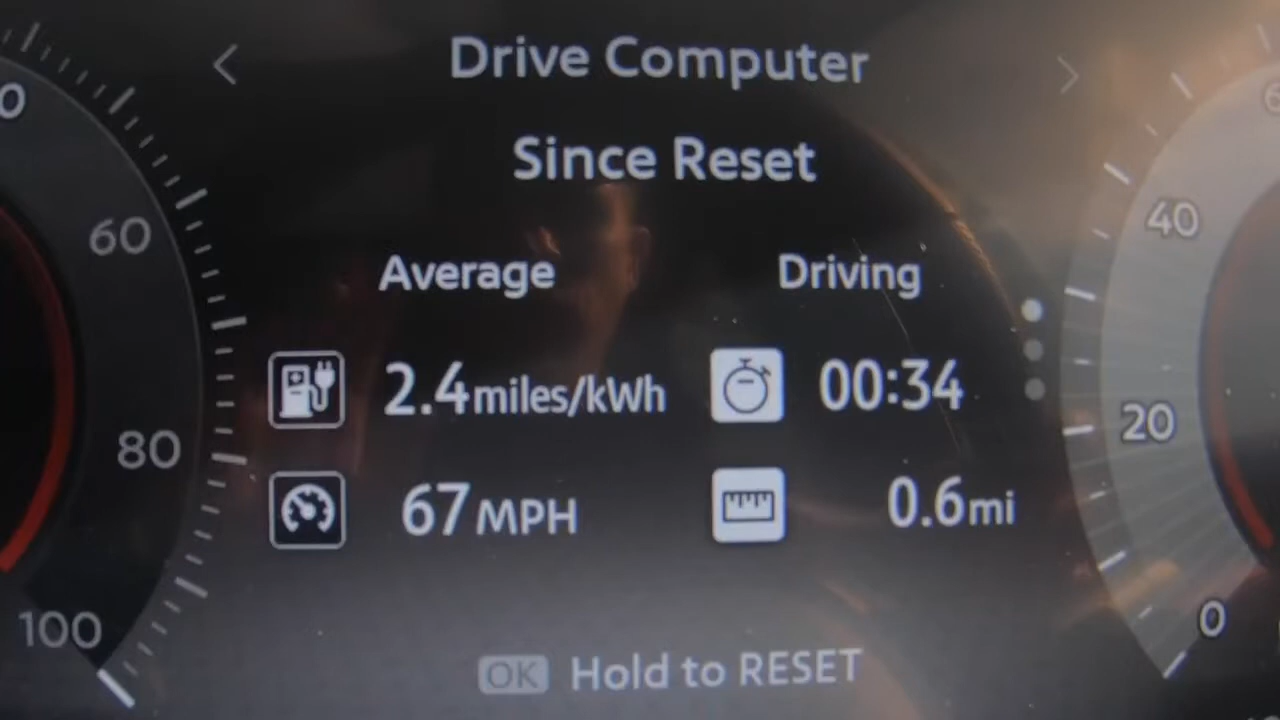 Drive Computer
Since Reset
Average
Driving
2.4 miles/kWh
00:34
67 MPH
0.6 mi
OK Hold to RESET
0
60
80
100
6
40
20
0